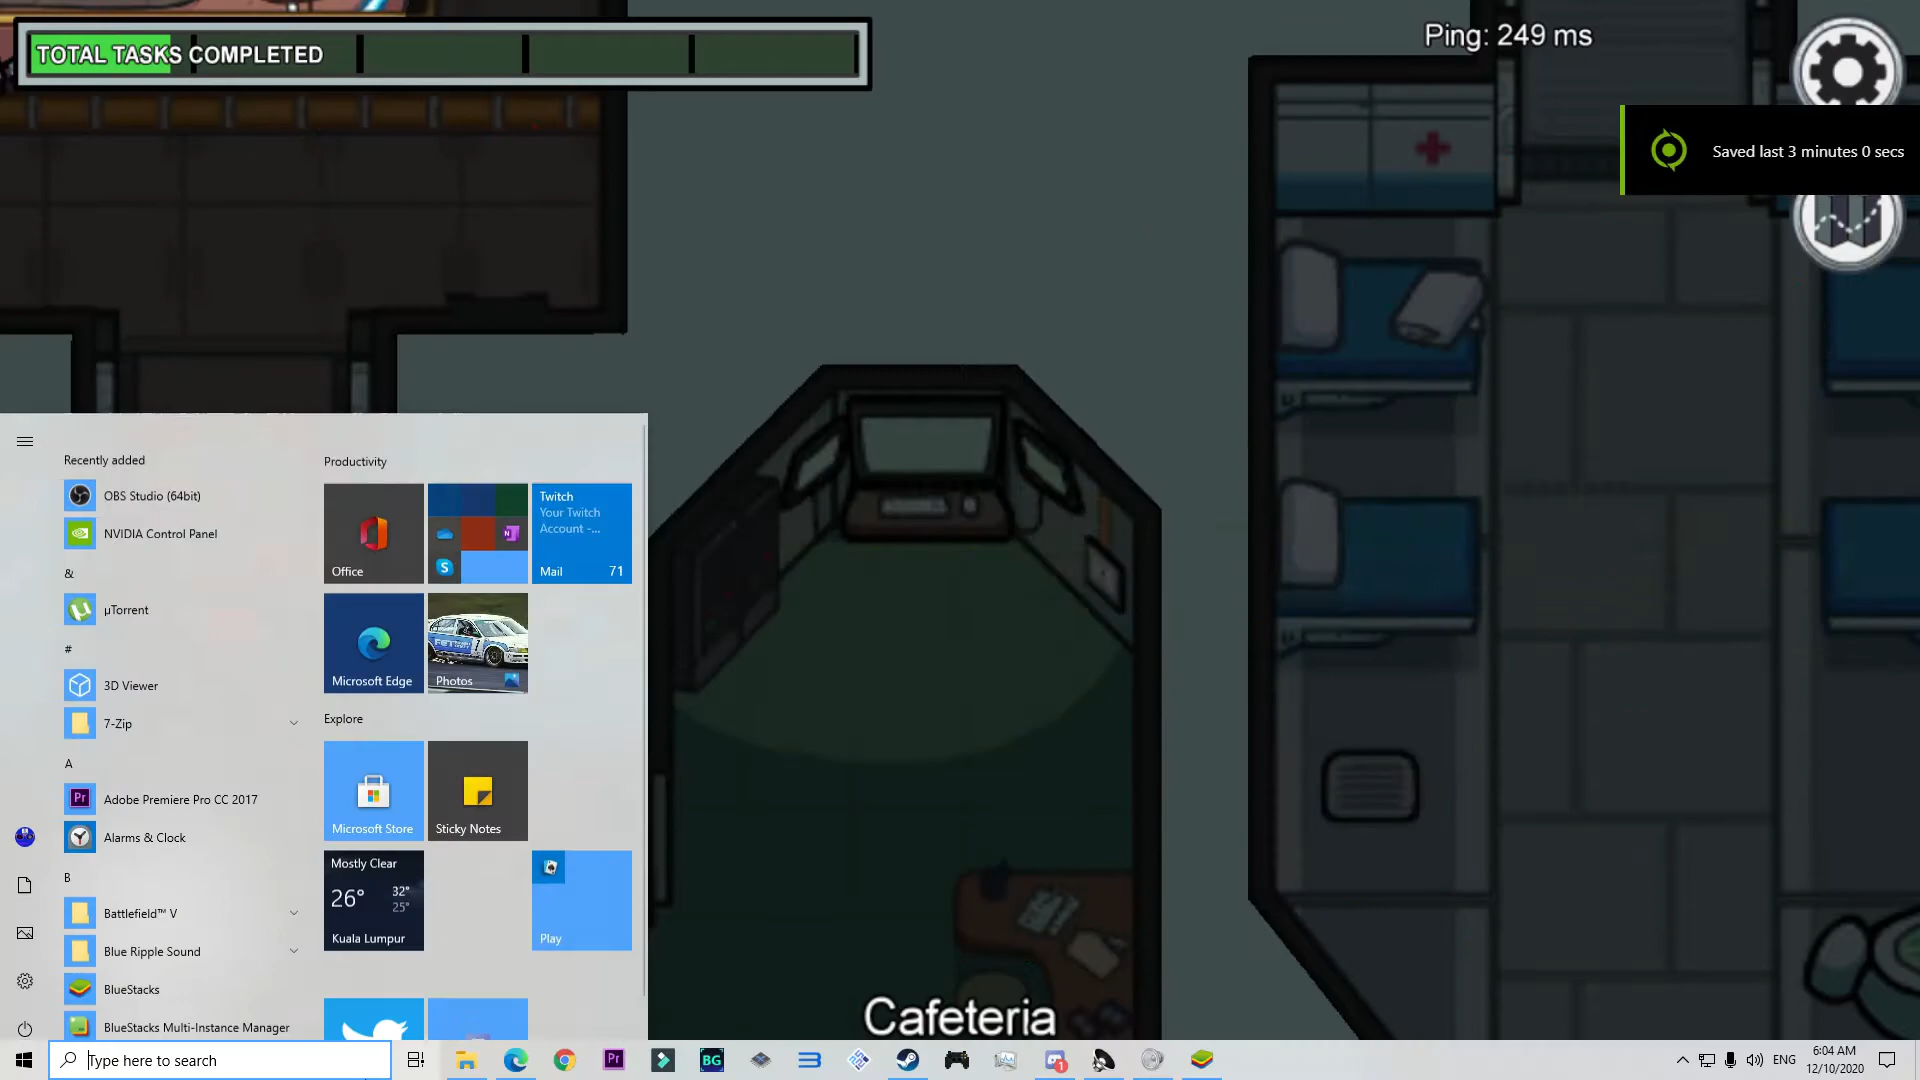 TOTAL TASKS COMPLETED
Ping: 249 ms
Saved last 3 minutes 0 secs
Recently added
OBS Studio (64bit)
NVIDIA Control Panel
&
µTorrent
#
3D Viewer
7-Zip
A
Adobe Premiere Pro CC 2017
Alarms & Clock
B
Battlefield™ V
Blue Ripple Sound
BlueStacks
BlueStacks Multi-Instance Manager
Productivity
Office
Twitch
Your Twitch
Account -...
Mail 71
Microsoft Edge
Photos
Explore
Microsoft Store
Sticky Notes
Mostly Clear
26° 32°
25°
Kuala Lumpur
Play
Cafeteria
Type here to search
ENG
6:04 AM
12/10/2020